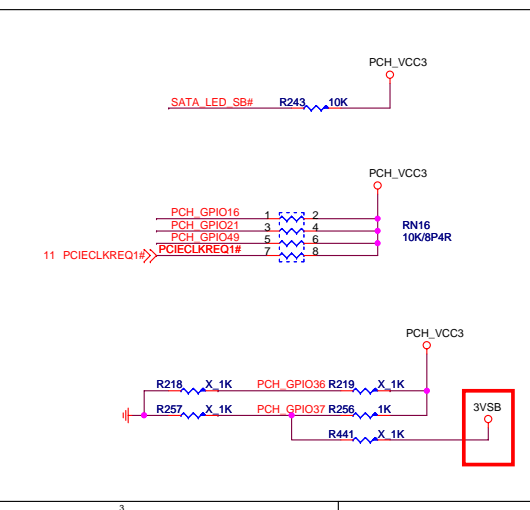 PCH_VCC3
SATA_LED_SB# R243 10K
PCH_VCC3
PCH_GPIO16 1 2
PCH_GPIO21 3 4 RN16
PCH_GPIO49 5 6 10K/8P4R
11 PCIECLKREQ1# PCIECLKREQ1# 7 8
PCH_VCC3
R218 X_1K PCH_GPIO36 R219 X_1K
R257 X_1K PCH_GPIO37 R256 1K
3VSB
R441 X_1K
3